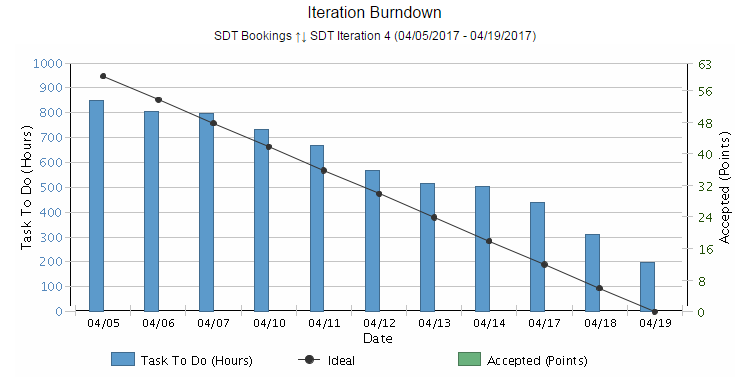 Iteration Burndown
SDT Bookings ↑↓ SDT Iteration 4 (04/05/2017 - 04/19/2017)
1000
900
800
700
600
500
400
300
200
100
0
Task To Do (Hours)
63
56
48
40
32
24
16
8
0
Accepted (Points)
04/05 04/06 04/07 04/10 04/11 04/12 04/13 04/14 04/17 04/18 04/19
Date
Task To Do (Hours) Ideal Accepted (Points)